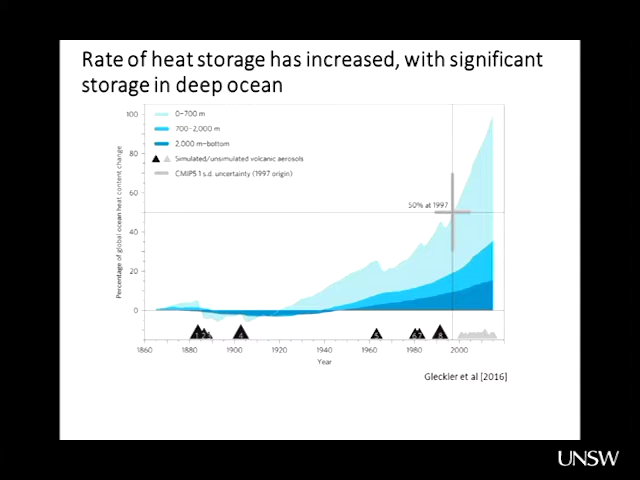 Rate of heat storage has increased, with significant
storage in deep ocean
100
80
60
40
20
0
Percentage of global ocean heat content change
0–700 m
700–2,000 m
2,000 m–bottom
Simulated/unsimulated volcanic aerosols
CMIP5 1 s.d. uncertainty (1997 origin)
50% at 1997
1860 1880 1900 1920 1940 1960 1980 2000
Year
Gleckler et al [2016]
UNSW